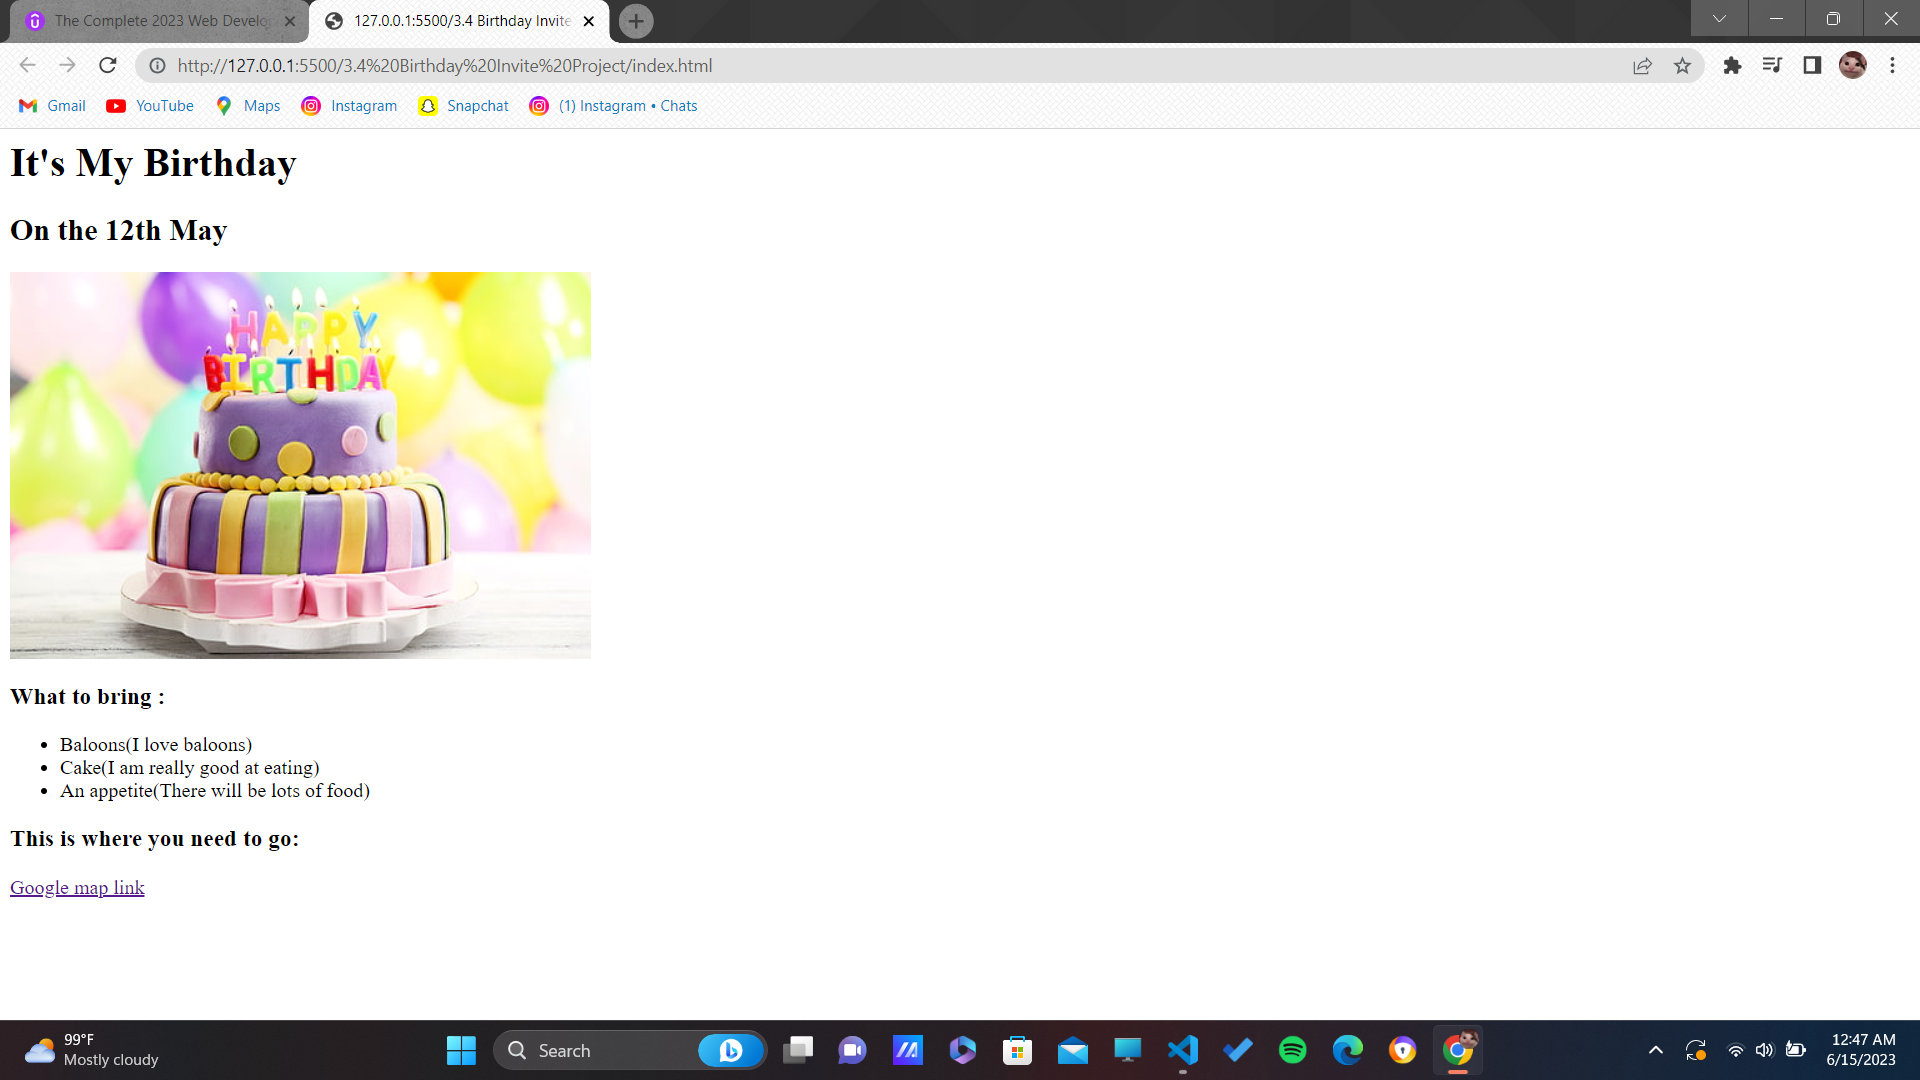 The Complete 2023 Web Develo
127.0.0.1:5500/3.4 Birthday Invite
http://127.0.0.1:5500/3.4%20Birthday%20Invite%20Project/index.html
Gmail YouTube Maps Instagram Snapchat (1) Instagram • Chats
It's My Birthday
On the 12th May
HAPPY
BIRTHDAY
What to bring :
• Baloons(I love baloons)
• Cake(I am really good at eating)
• An appetite(There will be lots of food)
This is where you need to go:
Google map link
99°F
Mostly cloudy
Search
12:47 AM
6/15/2023